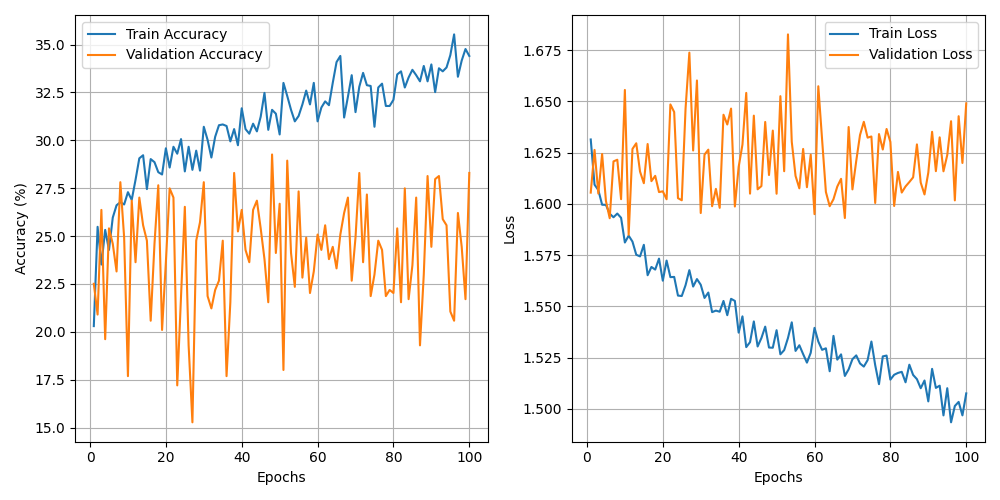 Train Accuracy
Validation Accuracy
Accuracy (%)
35.0
32.5
30.0
27.5
25.0
22.5
20.0
17.5
15.0
0 20 40 60 80 100
Epochs
Train Loss
Validation Loss
Loss
1.675
1.650
1.625
1.600
1.575
1.550
1.525
1.500
0 20 40 60 80 100
Epochs